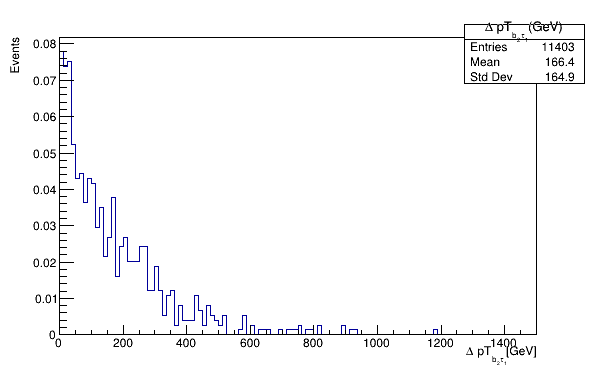 Δ pT b₂τ₁ (GeV)
Entries 11403
Mean 166.4
Std Dev 164.9
Events
0.08
0.07
0.06
0.05
0.04
0.03
0.02
0.01
0
0 200 400 600 800 1000 1200 1400
Δ pT b₂τ₁ [GeV]